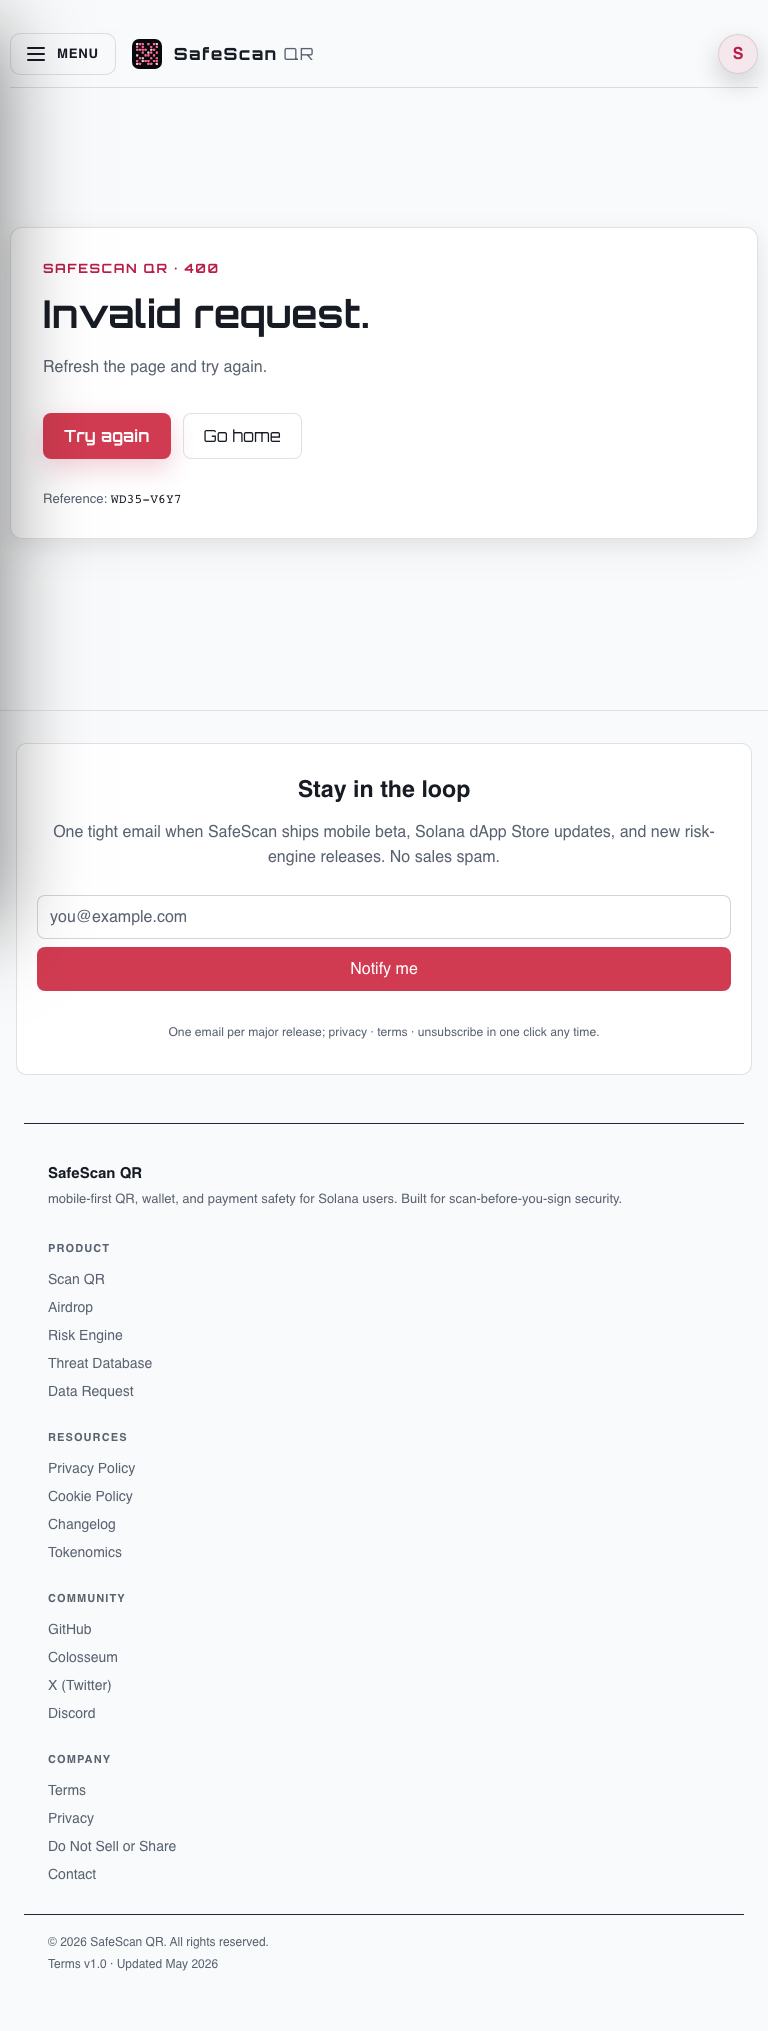 MENU
SafeScan QR
S
SAFESCAN QR · 400
Invalid request.
Refresh the page and try again.
Try again
Go home
Reference: WD35-V6Y7
Stay in the loop
One tight email when SafeScan ships mobile beta, Solana dApp Store updates, and new risk-
engine releases. No sales spam.
you@example.com
Notify me
One email per major release; privacy · terms · unsubscribe in one click any time.
SafeScan QR
mobile-first QR, wallet, and payment safety for Solana users. Built for scan-before-you-sign security.
PRODUCT
Scan QR
Airdrop
Risk Engine
Threat Database
Data Request
RESOURCES
Privacy Policy
Cookie Policy
Changelog
Tokenomics
COMMUNITY
GitHub
Colosseum
X (Twitter)
Discord
COMPANY
Terms
Privacy
Do Not Sell or Share
Contact
© 2026 SafeScan QR. All rights reserved.
Terms v1.0 · Updated May 2026